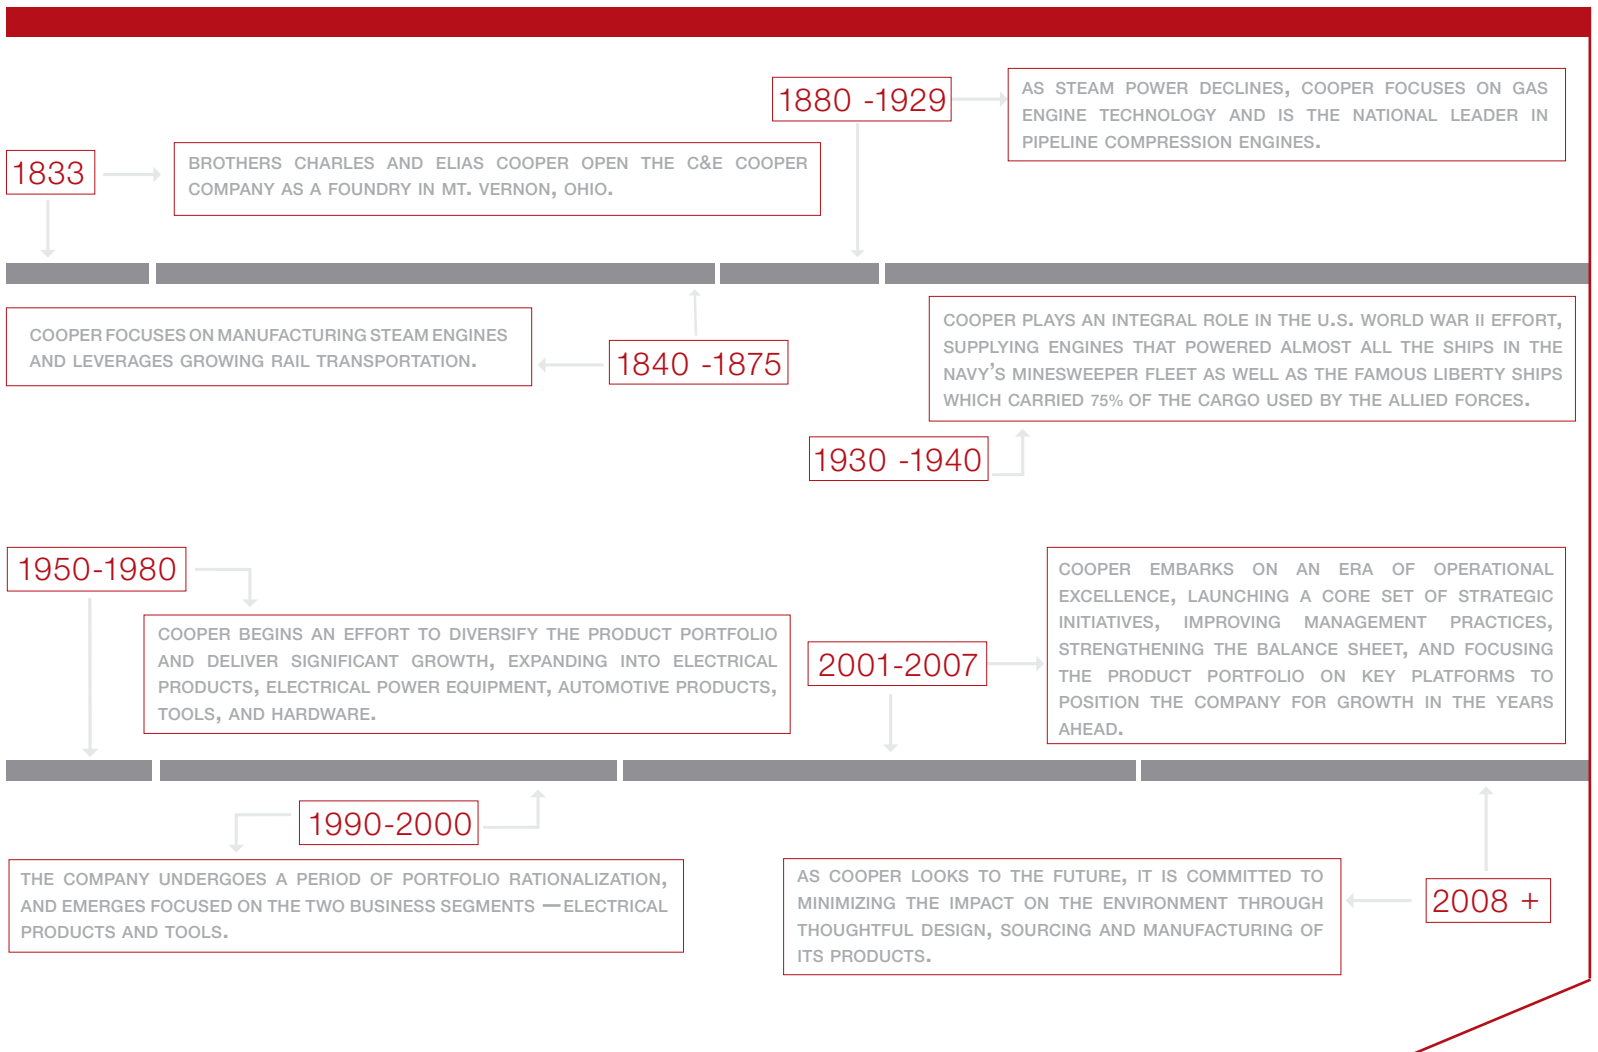 1833
BROTHERS CHARLES AND ELIAS COOPER OPEN THE C&E COOPER
COMPANY AS A FOUNDRY IN MT. VERNON, OHIO.
1840 -1875
COOPER FOCUSES ON MANUFACTURING STEAM ENGINES
AND LEVERAGES GROWING RAIL TRANSPORTATION.
1880 -1929
AS STEAM POWER DECLINES, COOPER FOCUSES ON GAS
ENGINE TECHNOLOGY AND IS THE NATIONAL LEADER IN
PIPELINE COMPRESSION ENGINES.
1930 -1940
COOPER PLAYS AN INTEGRAL ROLE IN THE U.S. WORLD WAR II EFFORT,
SUPPLYING ENGINES THAT POWERED ALMOST ALL THE SHIPS IN THE
NAVY'S MINESWEEPER FLEET AS WELL AS THE FAMOUS LIBERTY SHIPS
WHICH CARRIED 75% OF THE CARGO USED BY THE ALLIED FORCES.
1950-1980
COOPER BEGINS AN EFFORT TO DIVERSIFY THE PRODUCT PORTFOLIO
AND DELIVER SIGNIFICANT GROWTH, EXPANDING INTO ELECTRICAL
PRODUCTS, ELECTRICAL POWER EQUIPMENT, AUTOMOTIVE PRODUCTS,
TOOLS, AND HARDWARE.
1990-2000
THE COMPANY UNDERGOES A PERIOD OF PORTFOLIO RATIONALIZATION,
AND EMERGES FOCUSED ON THE TWO BUSINESS SEGMENTS — ELECTRICAL
PRODUCTS AND TOOLS.
2001-2007
COOPER EMBARKS ON AN ERA OF OPERATIONAL
EXCELLENCE, LAUNCHING A CORE SET OF STRATEGIC
INITIATIVES, IMPROVING MANAGEMENT PRACTICES,
STRENGTHENING THE BALANCE SHEET, AND FOCUSING
THE PRODUCT PORTFOLIO ON KEY PLATFORMS TO
POSITION THE COMPANY FOR GROWTH IN THE YEARS
AHEAD.
2008 +
AS COOPER LOOKS TO THE FUTURE, IT IS COMMITTED TO
MINIMIZING THE IMPACT ON THE ENVIRONMENT THROUGH
THOUGHTFUL DESIGN, SOURCING AND MANUFACTURING OF
ITS PRODUCTS.